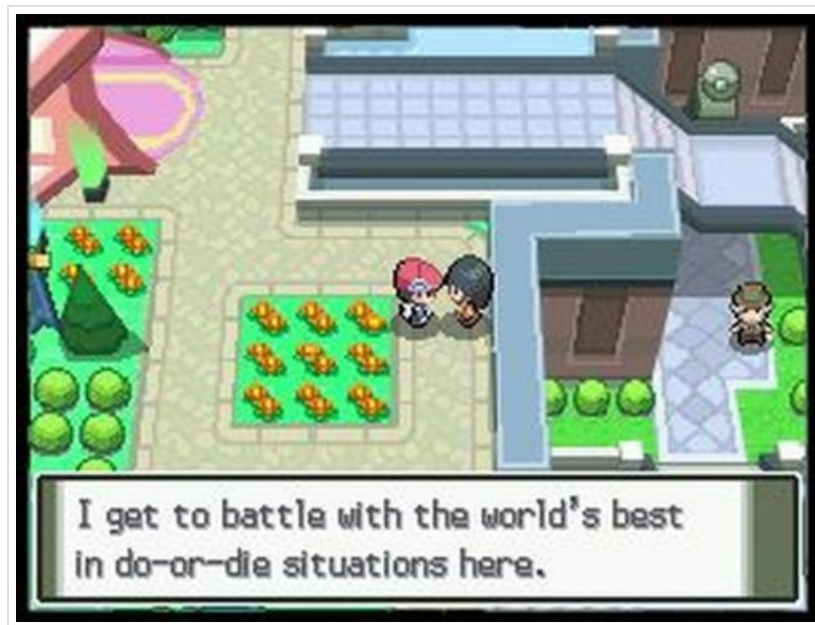 I get to battle with the world's best
in do-or-die situations here.